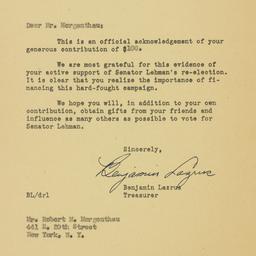 Dear Mr. Morgenthau:
This is an official acknowledgement of your
generous contribution of $100.
We are most grateful for this evidence of
your active support of Senator Lehman's re-election.
It is clear that you realize the importance of fi-
nancing this hard-fought campaign.
We hope you will, in addition to your own
contribution, obtain gifts from your friends and
influence as many others as possible to vote for
Senator Lehman.
Sincerely,
Benjamin Lazrus
Benjamin Lazrus
BL/drl Treasurer
Mr. Robert M. Morgenthau
441 E. 20th Street
New York, N. Y.